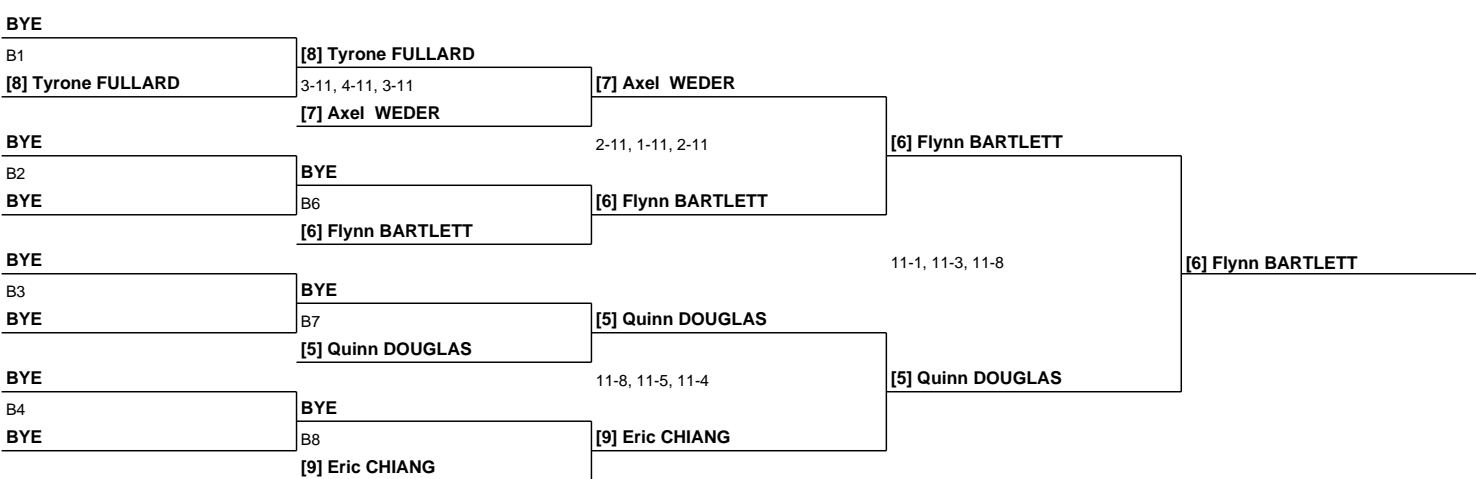 BYE
B1
[8] Tyrone FULLARD
[8] Tyrone FULLARD
3-11, 4-11, 3-11
[7] Axel WEDER
[7] Axel WEDER
BYE
2-11, 1-11, 2-11
[6] Flynn BARTLETT
B2
BYE
BYE
B6
[6] Flynn BARTLETT
[6] Flynn BARTLETT
BYE
11-1, 11-3, 11-8
[6] Flynn BARTLETT
B3
BYE
BYE
B7
[5] Quinn DOUGLAS
[5] Quinn DOUGLAS
BYE
11-8, 11-5, 11-4
[5] Quinn DOUGLAS
B4
BYE
BYE
B8
[9] Eric CHIANG
[9] Eric CHIANG